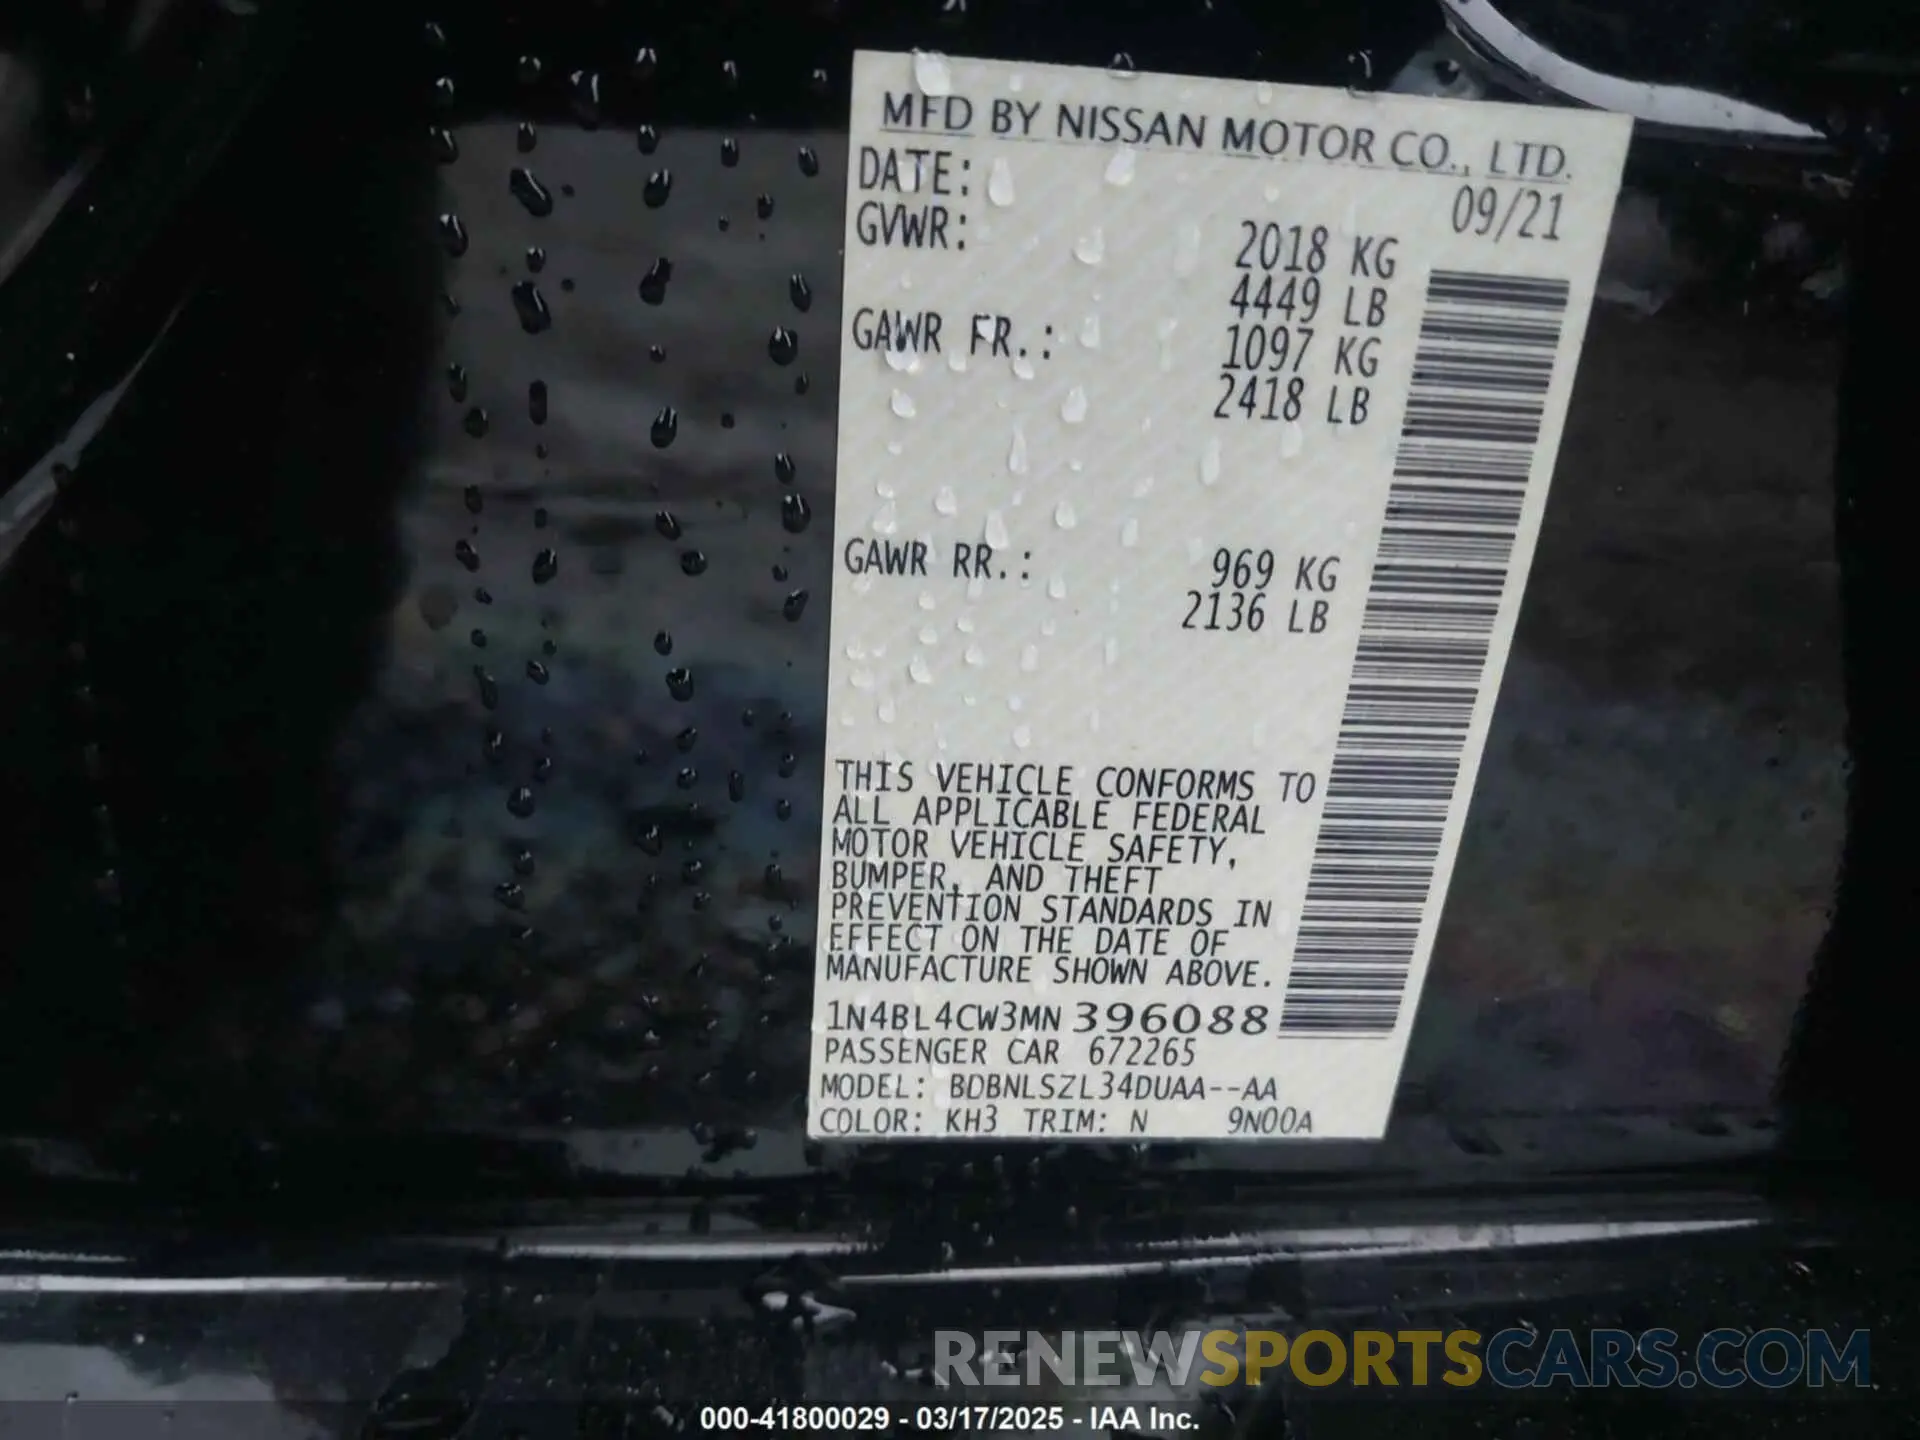 MFD BY NISSAN MOTOR CO., LTD.
DATE: 09/21
GVWR: 2018 KG
4449 LB
GAWR FR.: 1097 KG
2418 LB
GAWR RR.: 969 KG
2136 LB
THIS VEHICLE CONFORMS TO
ALL APPLICABLE FEDERAL
MOTOR VEHICLE SAFETY,
BUMPER, AND THEFT
PREVENTION STANDARDS IN
EFFECT ON THE DATE OF
MANUFACTURE SHOWN ABOVE.
1N4BL4CW3MN396088
PASSENGER CAR 672265
MODEL: BDBNLSZL34DUAA--AA
COLOR: KH3 TRIM: N 9N00A
RENEWSPORTSCARS.COM
000-41800029 - 03/17/2025 - IAA Inc.